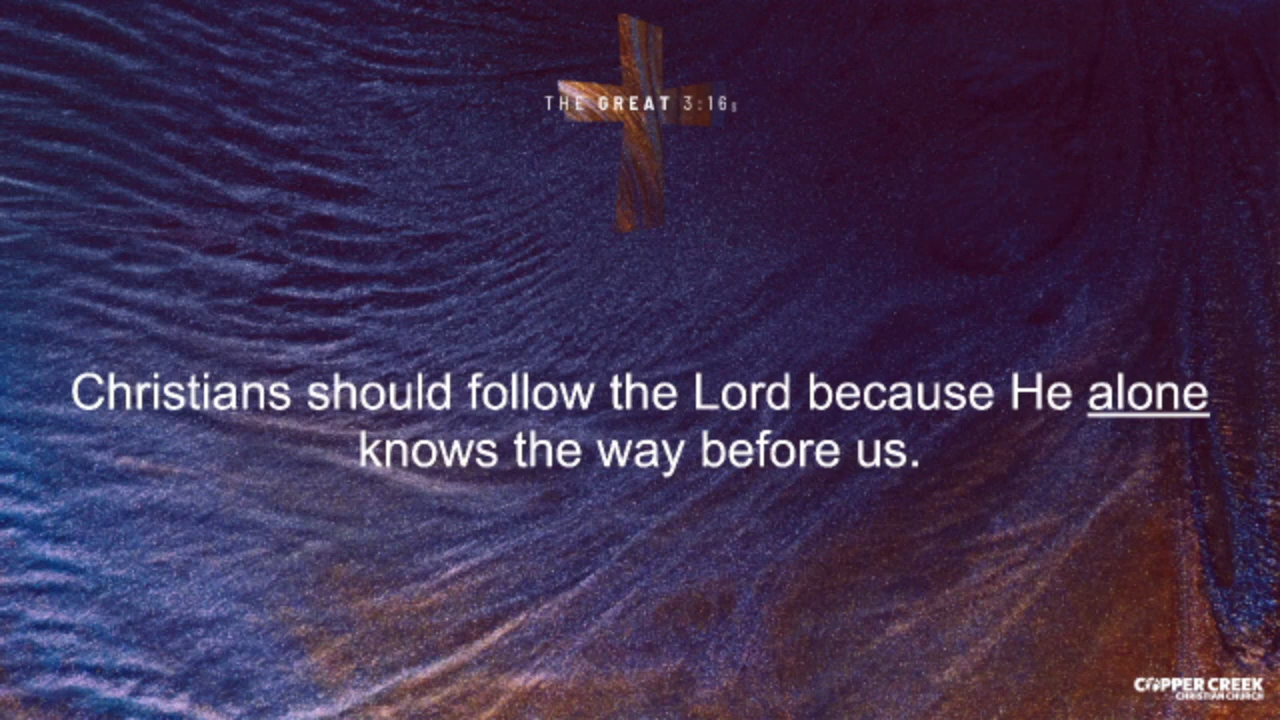 THE GREAT 3:16s
Christians should follow the Lord because He alone
knows the way before us.
COPPER CREEK
CHRISTIAN CHURCH